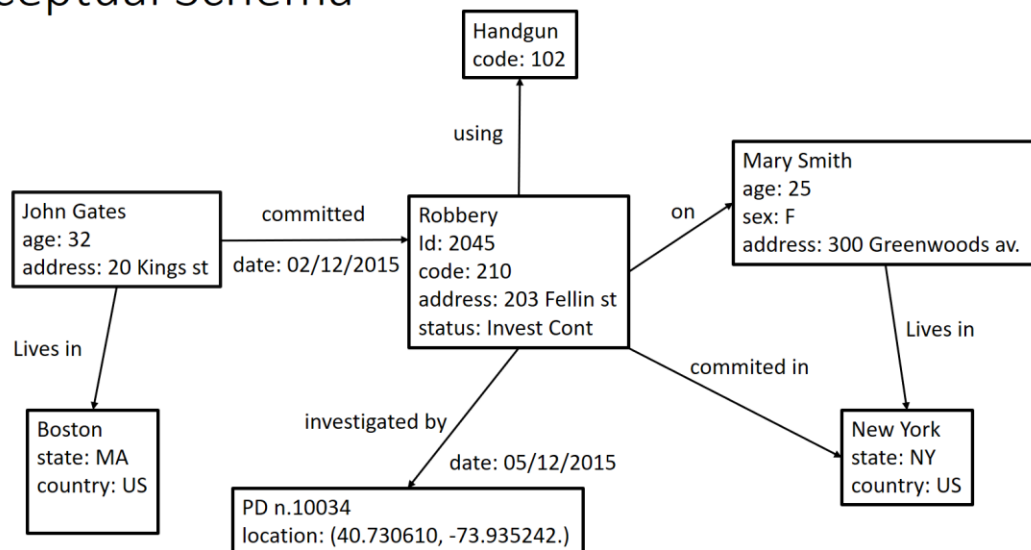 ceptual Schema
Handgun
code: 102
using
Mary Smith
age: 25
sex: F
address: 300 Greenwoods av.
John Gates
age: 32
address: 20 Kings st
committed
date: 02/12/2015
Robbery
Id: 2045
code: 210
address: 203 Fellin st
status: Invest Cont
on
Lives in
Lives in
commited in
investigated by
date: 05/12/2015
Boston
state: MA
country: US
New York
state: NY
country: US
PD n.10034
location: (40.730610, -73.935242.)